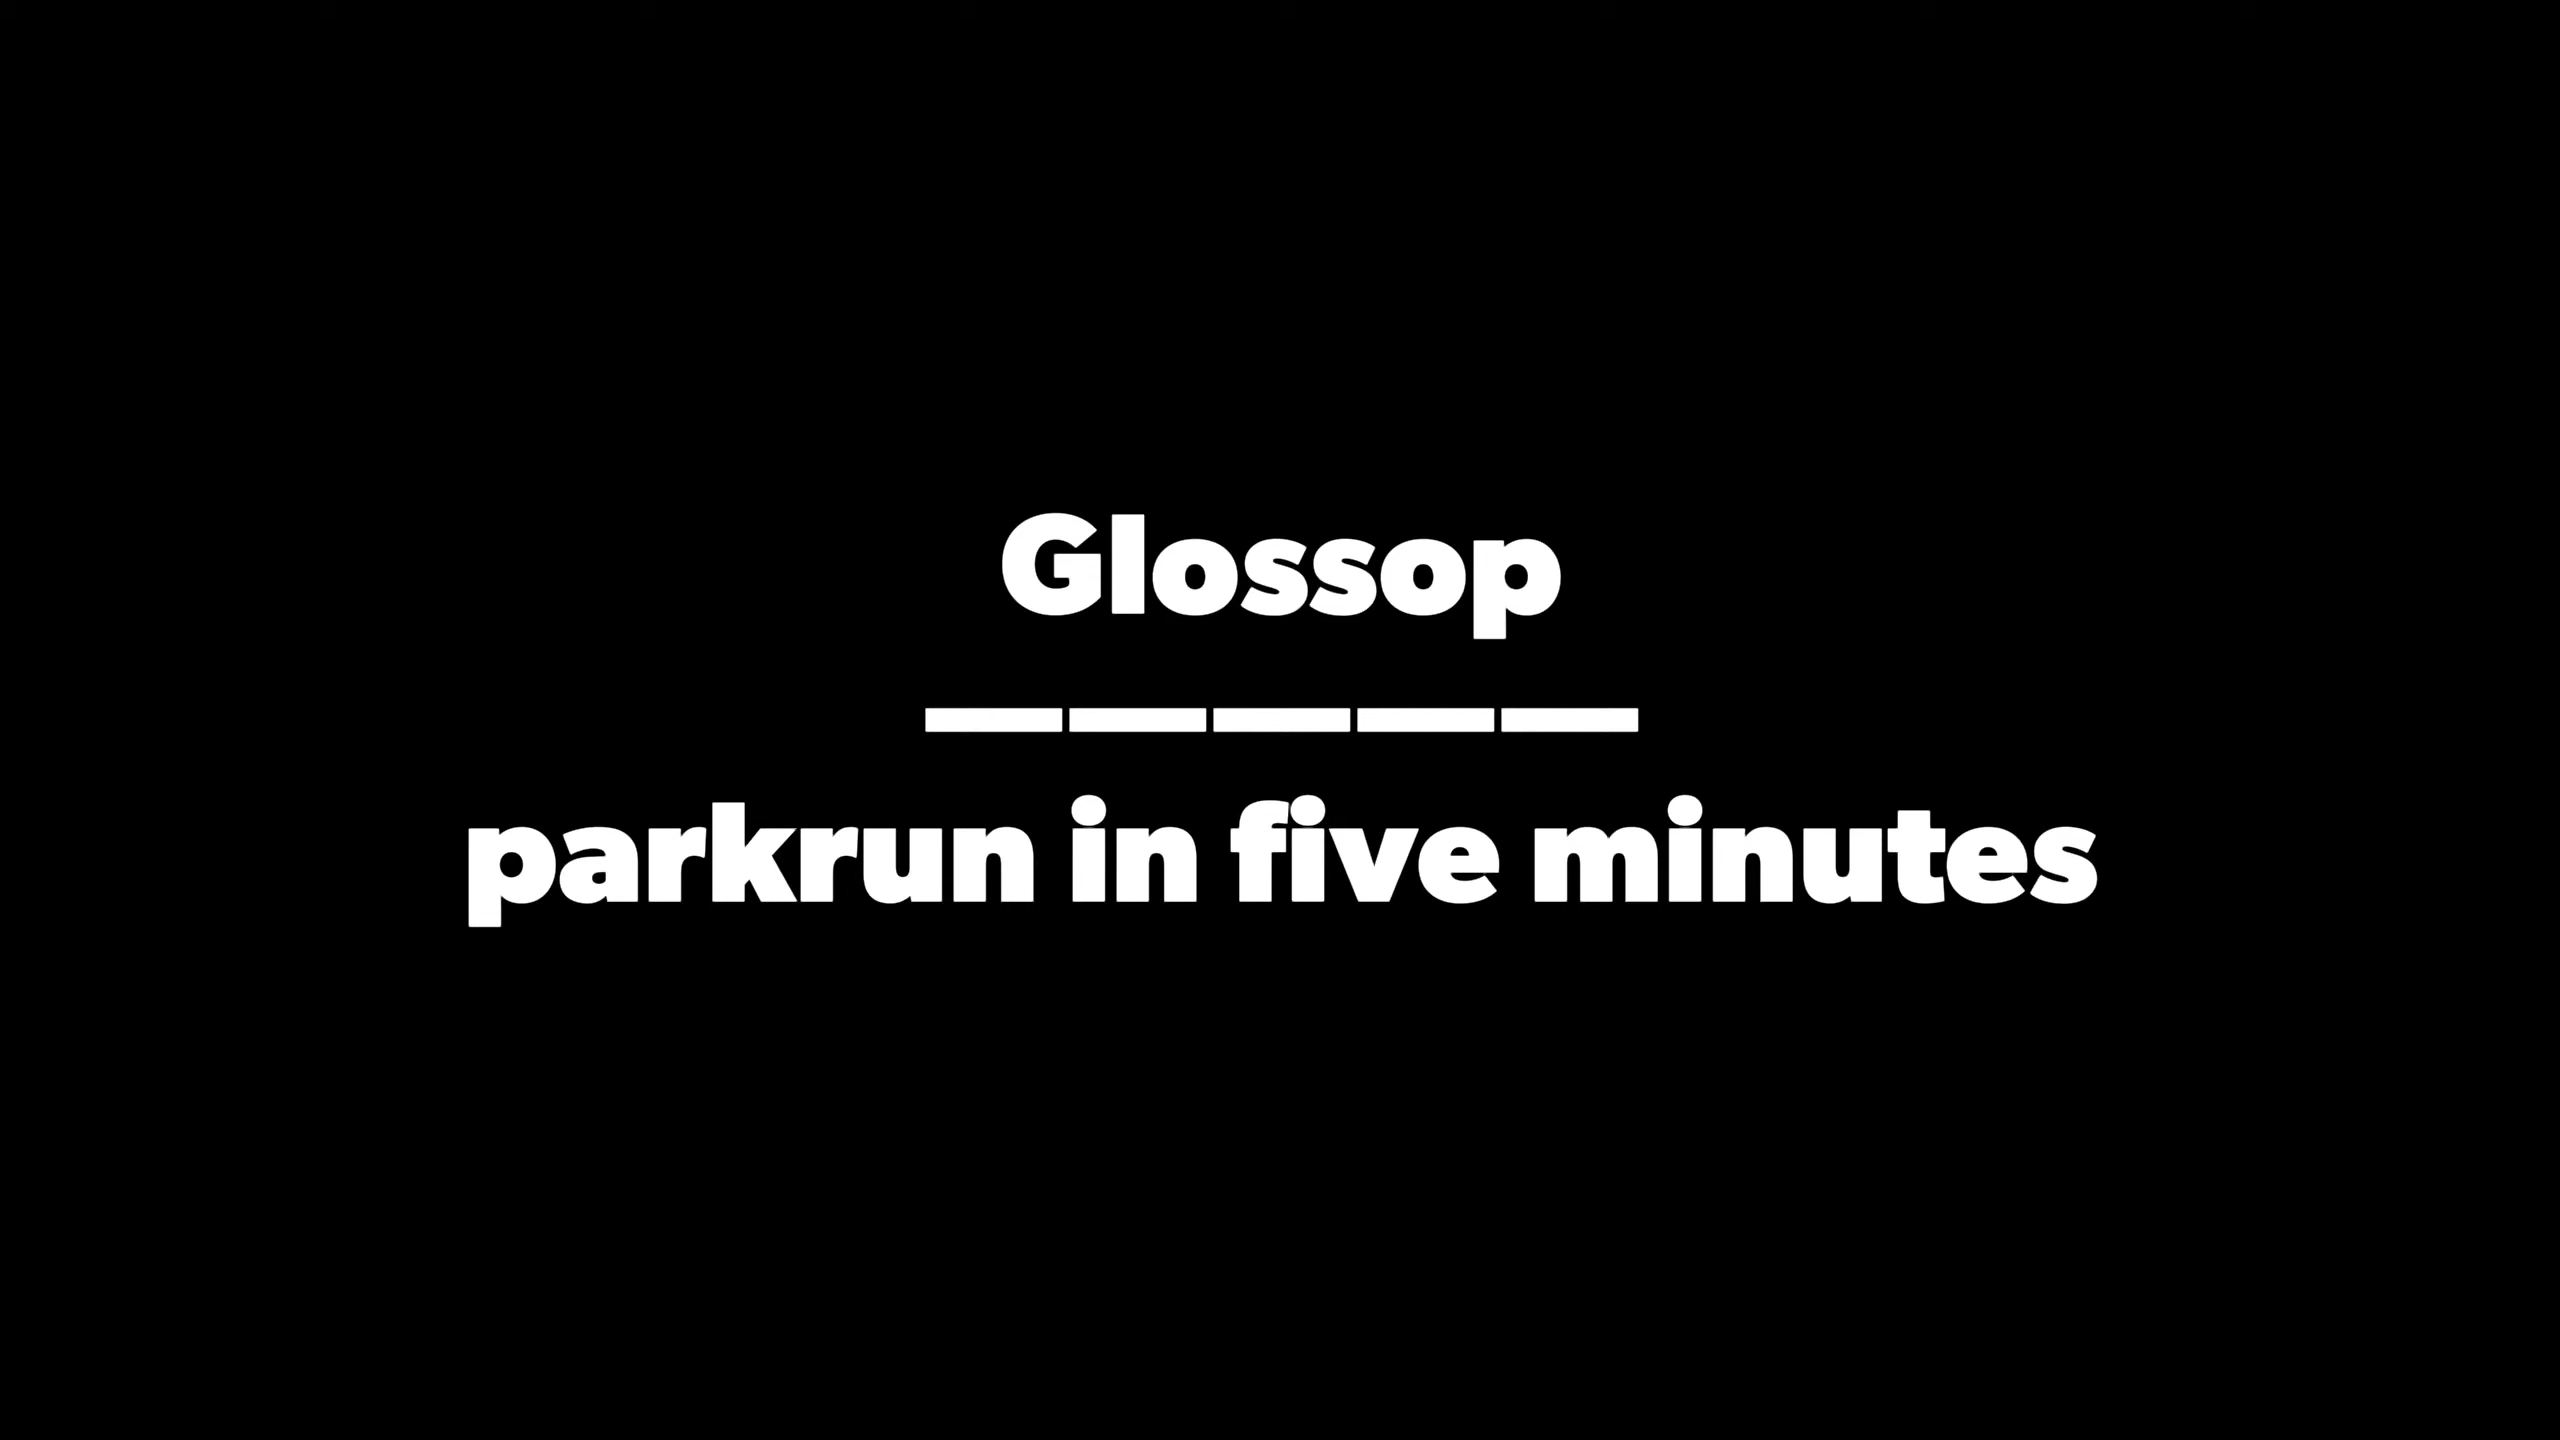 Glossop
—————
parkrun in five minutes